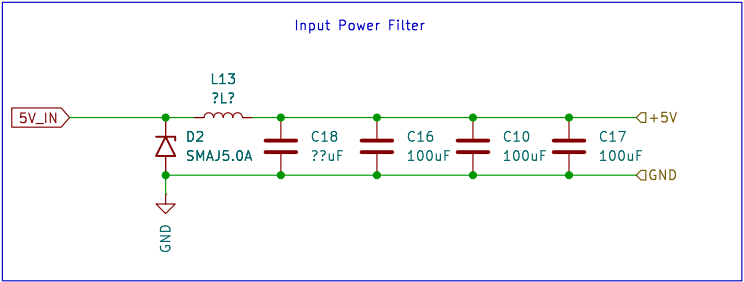 Input Power Filter
L13
?L?
5V_IN
+5V
D2
SMAJ5.0A
C18
??uF
C16
100uF
C10
100uF
C17
100uF
GND
GND